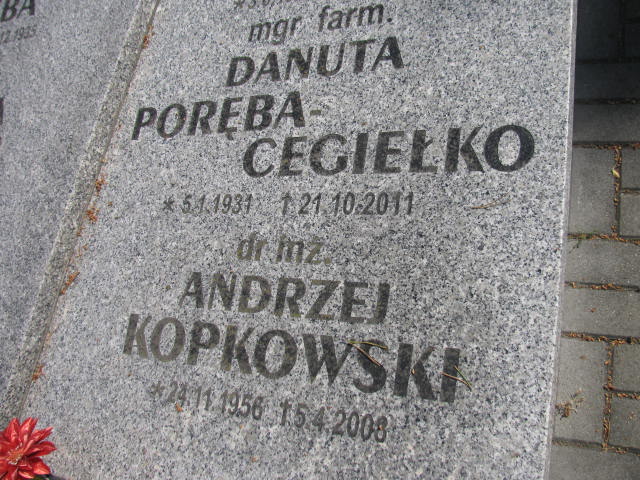 mgr farm.
DANUTA
PORĘBA-
CEGIEŁKO
* 5.1.1931 † 21.10.2011
dr inż.
ANDRZEJ
KOPKOWSKI
* 24.11.1956 † 5.4.2008